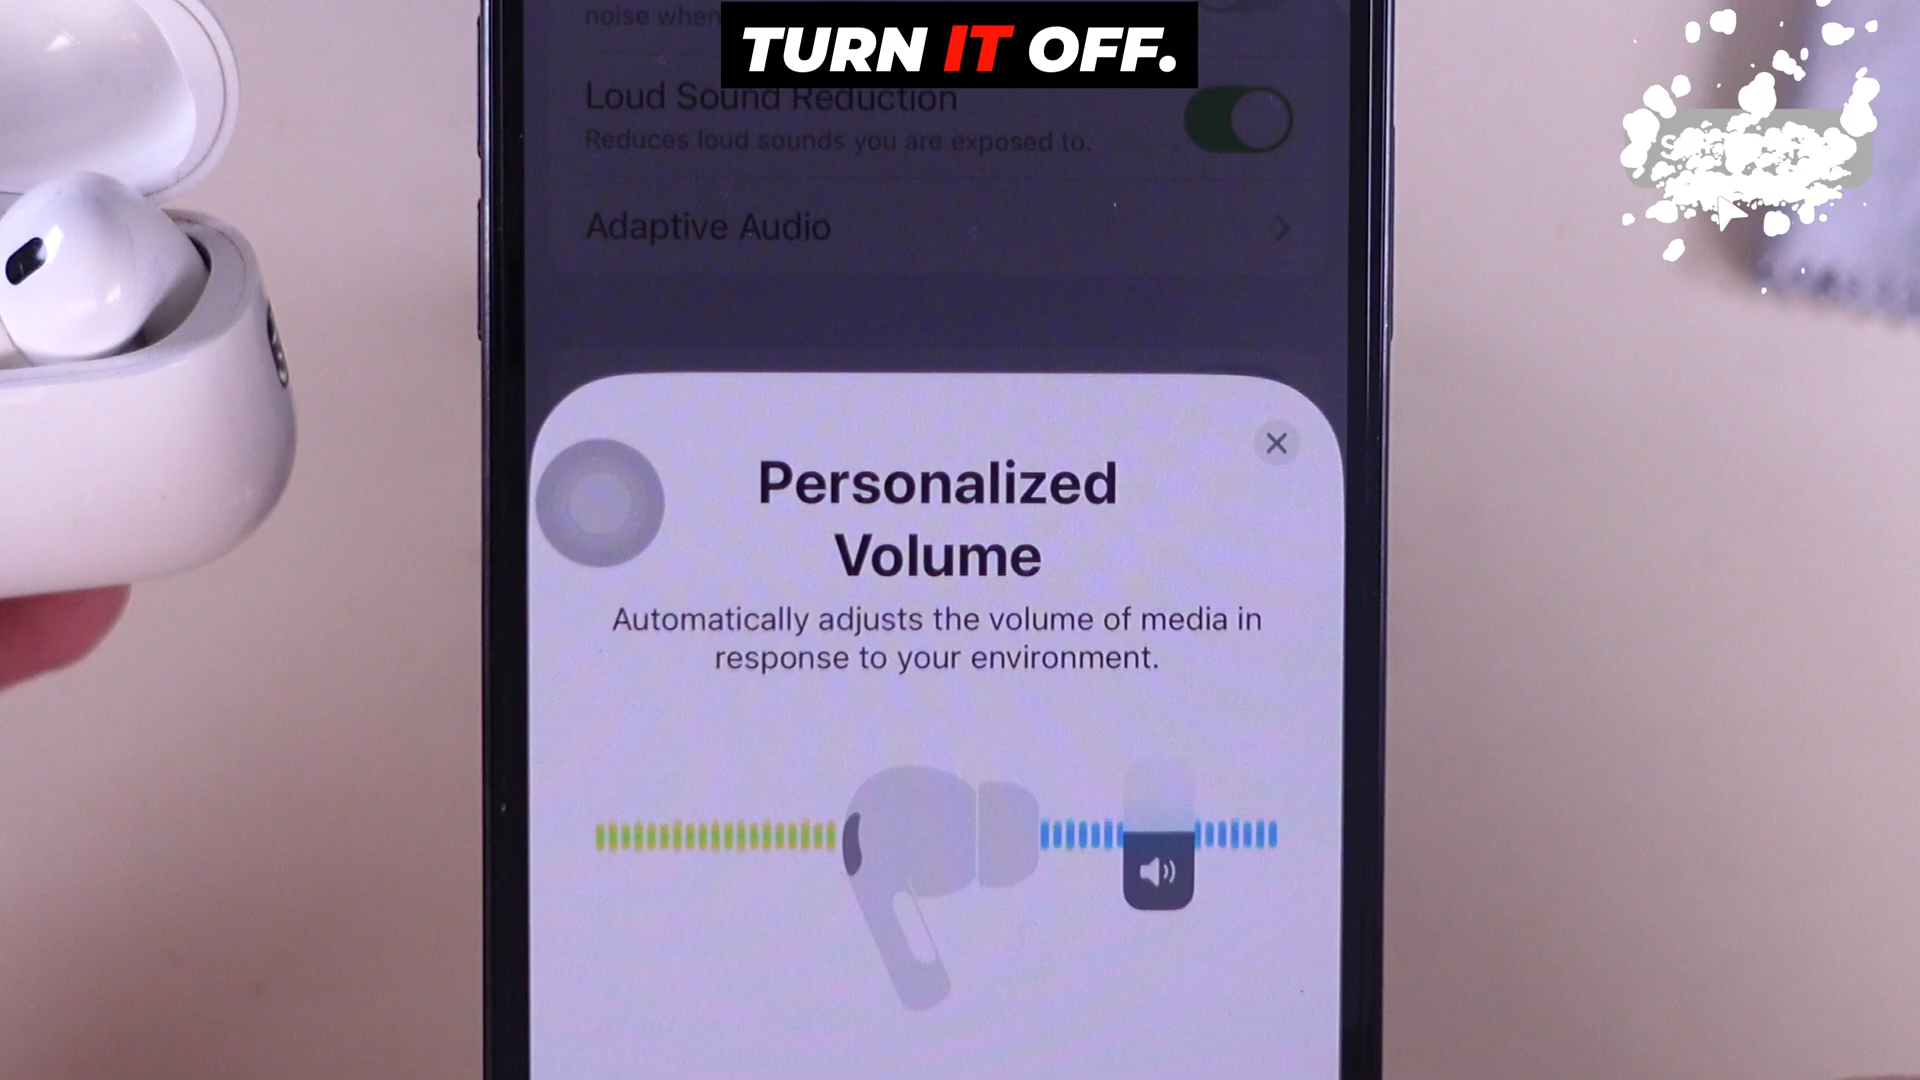 TURN IT OFF.
noise when
Loud Sound Reduction
Reduces loud sounds you are exposed to.
Adaptive Audio
Personalized
Volume
Automatically adjusts the volume of media in
response to your environment.